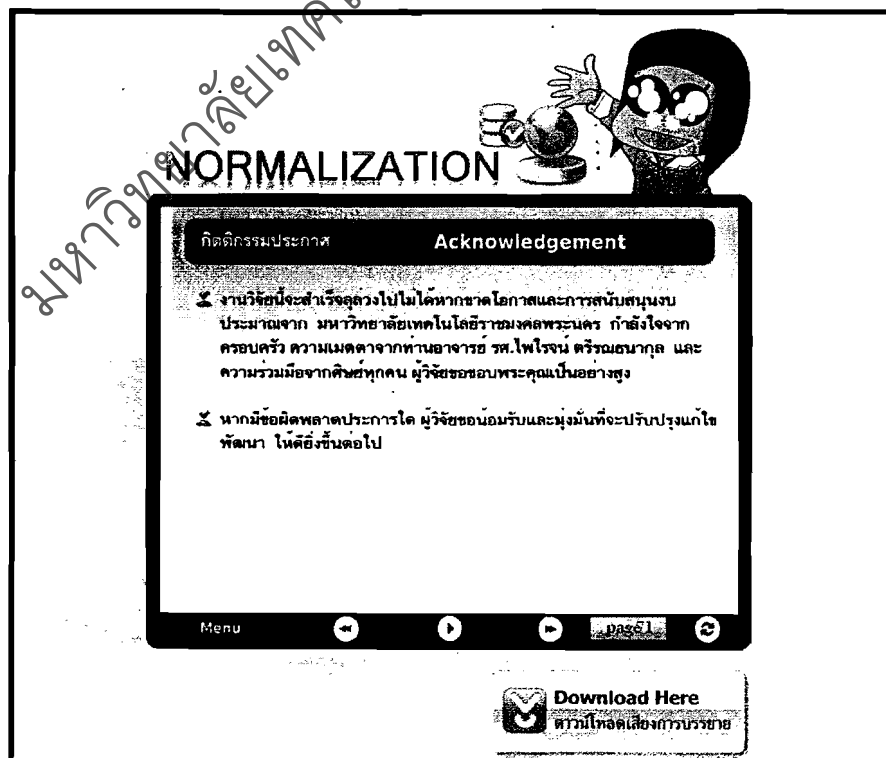 มหาวิทยาลัยเทคโ
NORMALIZATION
กิตติกรรมประกาศ Acknowledgement
งานวิจัยนี้จะสำเร็จลุล่วงไปไม่ได้หากขาดโอกาสและการสนับสนุนงบ
ประมาณจาก มหาวิทยาลัยเทคโนโลยีราชมงคลพระนคร กำลังใจจาก
ครอบครัว ความเมตตาจากท่านอาจารย์ รศ.ไพโรจน์ ตรีรณธนากุล และ
ความร่วมมือจากศิษย์ทุกคน ผู้วิจัยขอขอบพระคุณเป็นอย่างสูง
หากมีข้อผิดพลาดประการใด ผู้วิจัยขอน้อมรับและมุ่งมั่นที่จะปรับปรุงแก้ไข
พัฒนา ให้ดียิ่งขึ้นต่อไป
Menu page1
Download Here
ดาวน์โหลดเสียงการบรรยาย